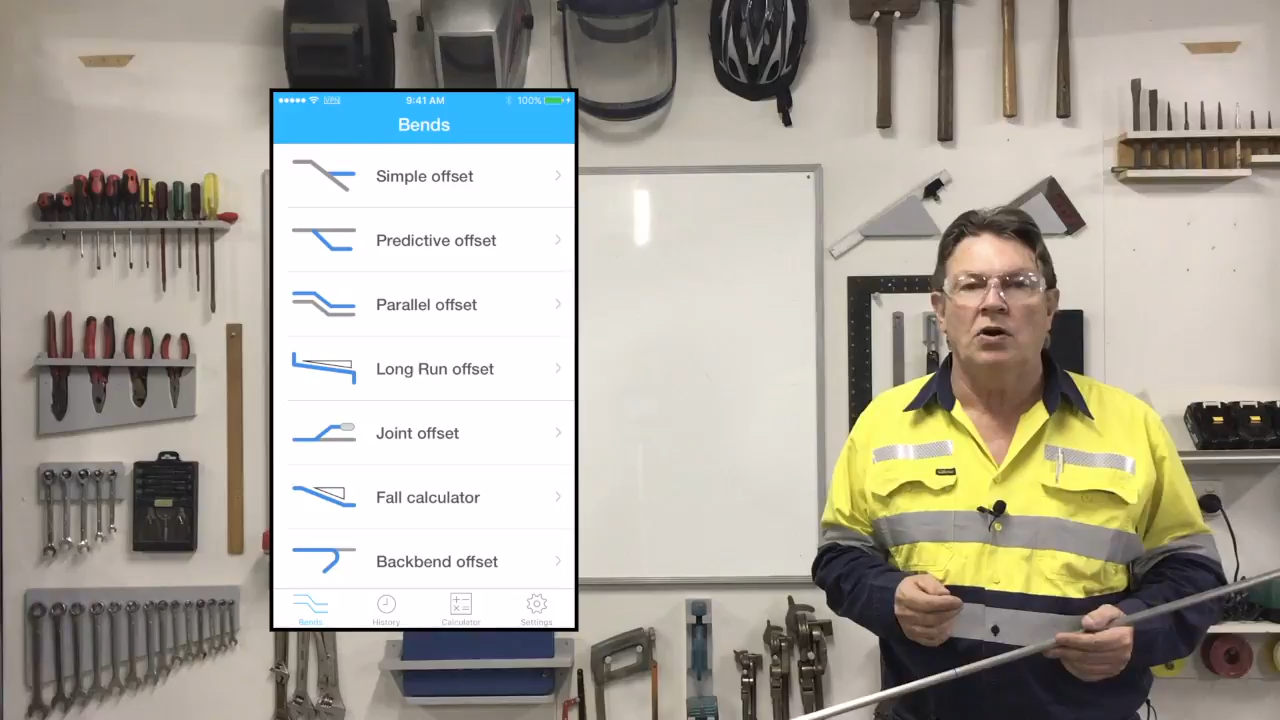 VPN
9:41 AM
100%
Bends
Simple offset
Predictive offset
Parallel offset
Long Run offset
Joint offset
Fall calculator
Backbend offset
Bends
History
Calculator
Settings